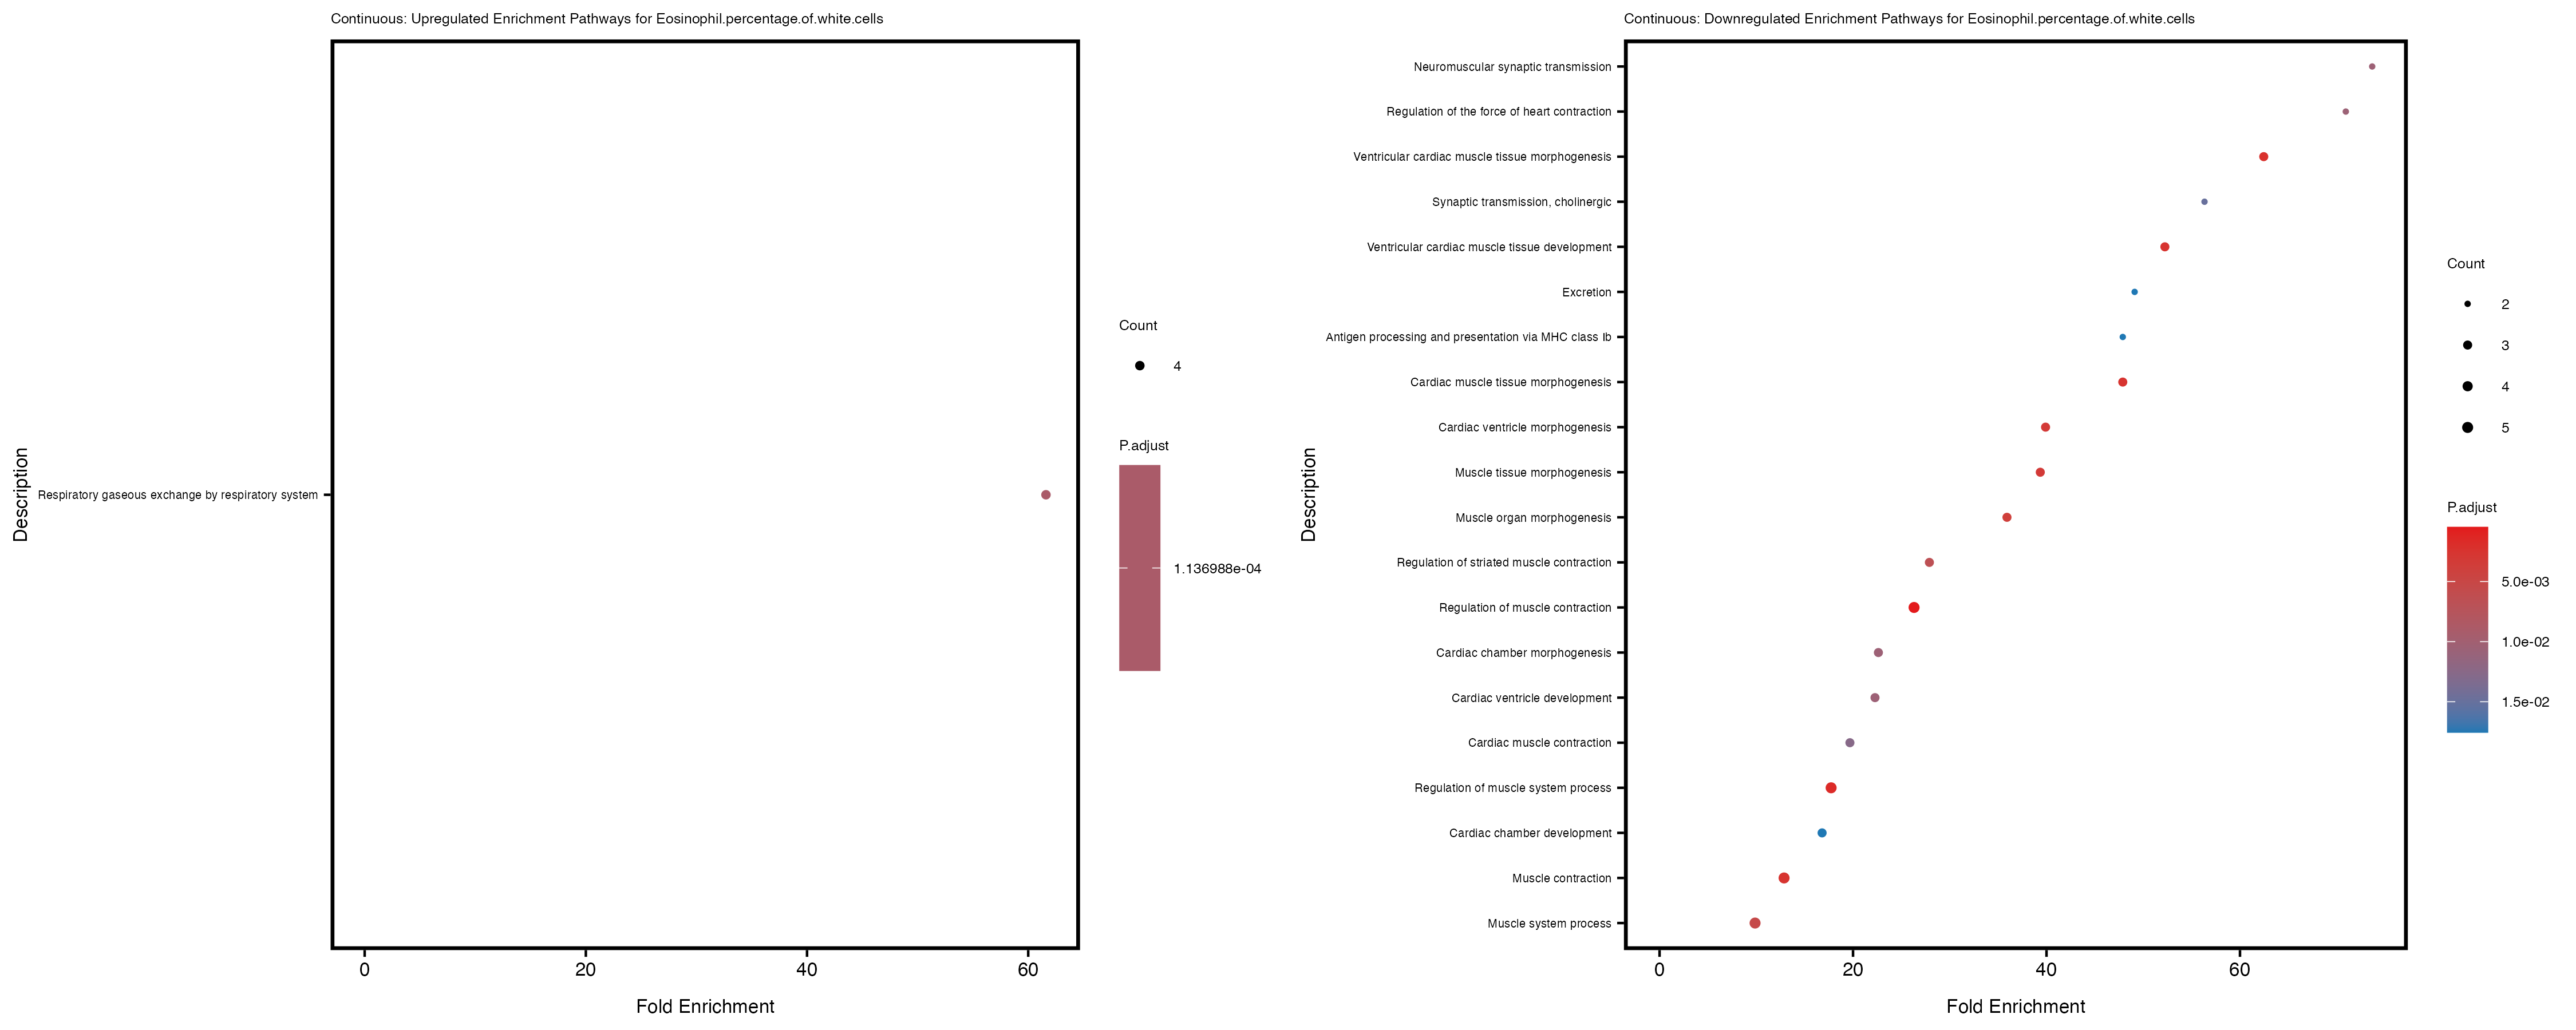 Continuous: Upregulated Enrichment Pathways for Eosinophil.percentage.of.white.cells
Description
Respiratory gaseous exchange by respiratory system
0
20
40
60
Fold Enrichment
Count
4
P.adjust
1.136988e-04
Continuous: Downregulated Enrichment Pathways for Eosinophil.percentage.of.white.cells
Description
Neuromuscular synaptic transmission
Regulation of the force of heart contraction
Ventricular cardiac muscle tissue morphogenesis
Synaptic transmission, cholinergic
Ventricular cardiac muscle tissue development
Excretion
Antigen processing and presentation via MHC class Ib
Cardiac muscle tissue morphogenesis
Cardiac ventricle morphogenesis
Muscle tissue morphogenesis
Muscle organ morphogenesis
Regulation of striated muscle contraction
Regulation of muscle contraction
Cardiac chamber morphogenesis
Cardiac ventricle development
Cardiac muscle contraction
Regulation of muscle system process
Cardiac chamber development
Muscle contraction
Muscle system process
0
20
40
60
Fold Enrichment
Count
2
3
4
5
P.adjust
5.0e-03
1.0e-02
1.5e-02